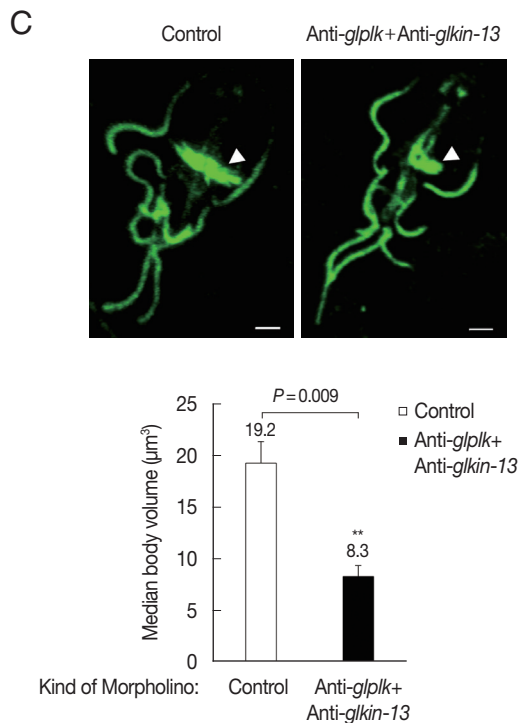 C
Control
Anti-glplk+Anti-glkin-13
P=0.009
25
20
15
10
5
0
Median body volume (µm³)
19.2
**
8.3
Control
Anti-glplk+
Anti-glkin-13
Kind of Morpholino:
Control
Anti-glplk+
Anti-glkin-13